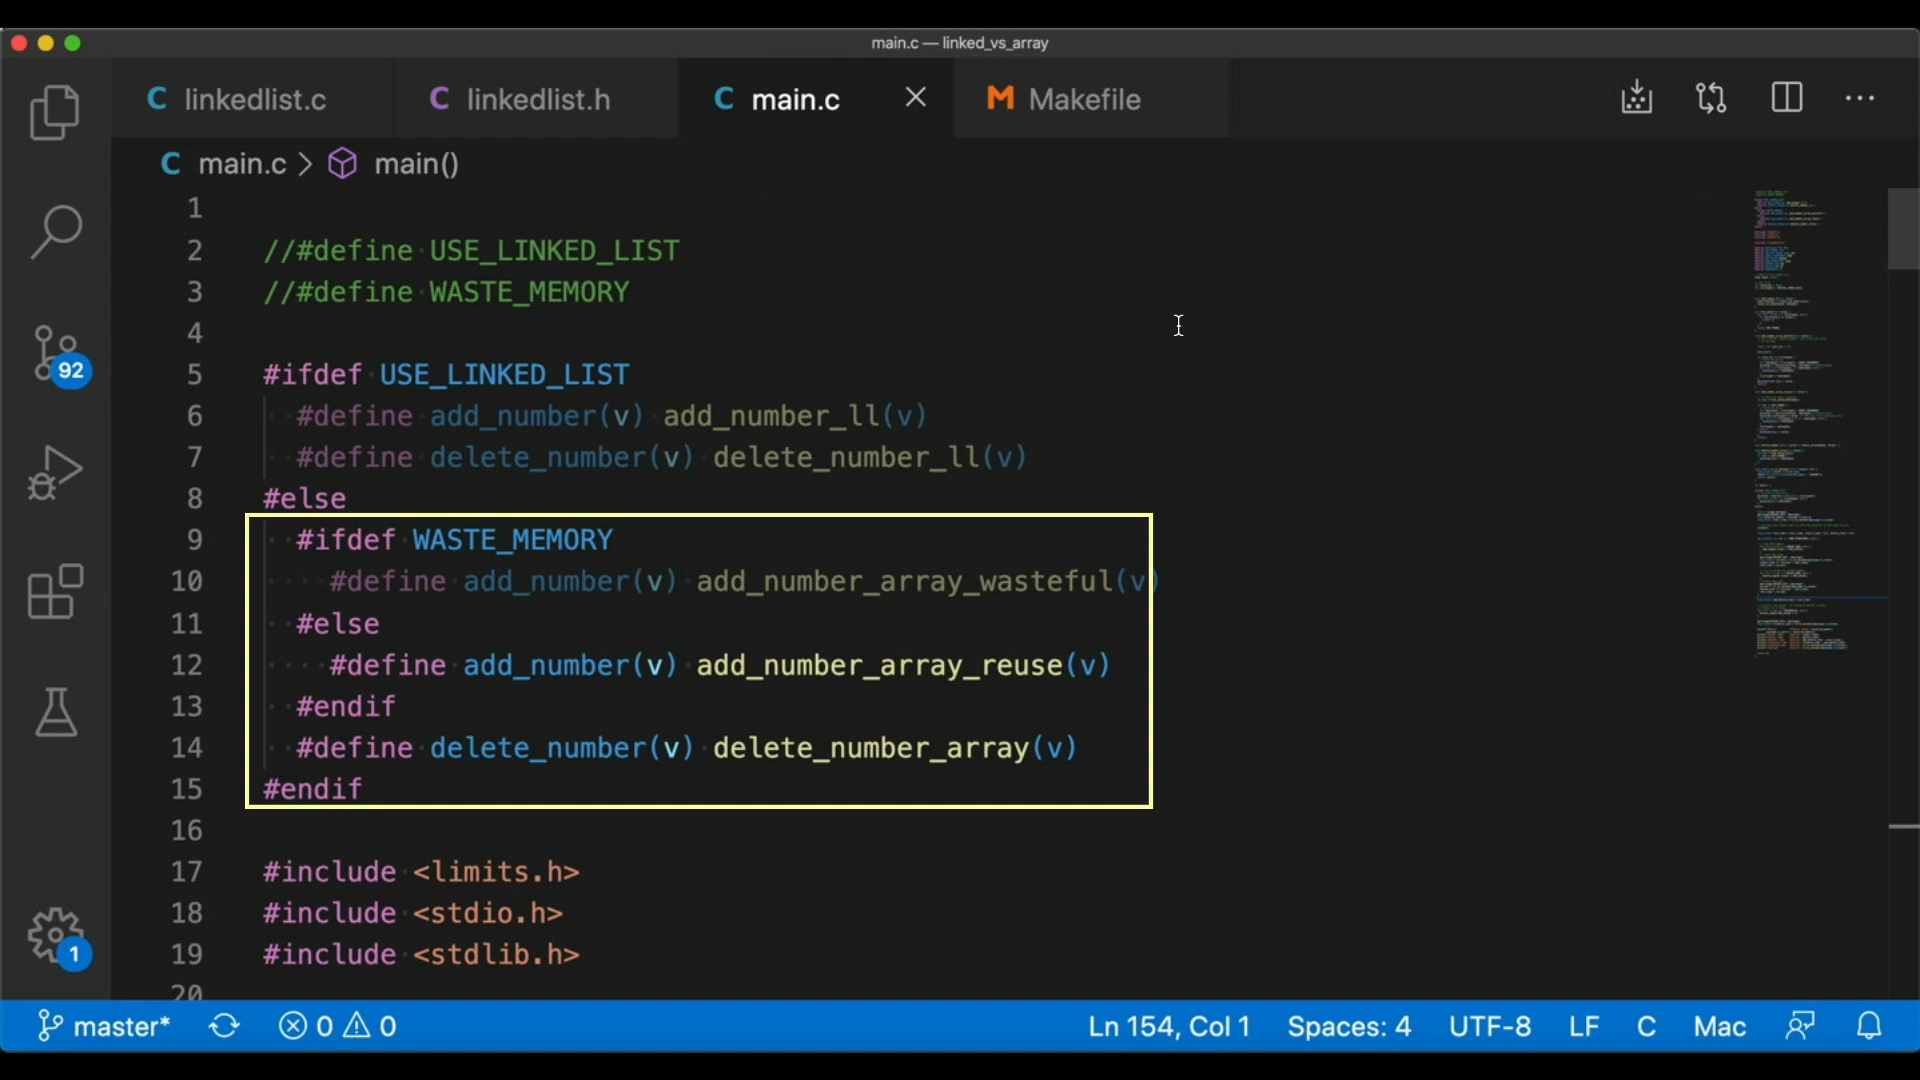 main.c — linked_vs_array
linkedlist.c
linkedlist.h
main.c
Makefile
main.c > main()
1
2 //#define USE_LINKED_LIST
3 //#define WASTE_MEMORY
4
5 #ifdef USE_LINKED_LIST
6 #define add_number(v) add_number_ll(v)
7 #define delete_number(v) delete_number_ll(v)
8 #else
9 #ifdef WASTE_MEMORY
10 #define add_number(v) add_number_array_wasteful(v)
11 #else
12 #define add_number(v) add_number_array_reuse(v)
13 #endif
14 #define delete_number(v) delete_number_array(v)
15 #endif
16
17 #include <limits.h>
18 #include <stdio.h>
19 #include <stdlib.h>
20
92
1
master* 0 0 Ln 154, Col 1 Spaces: 4 UTF-8 LF C Mac